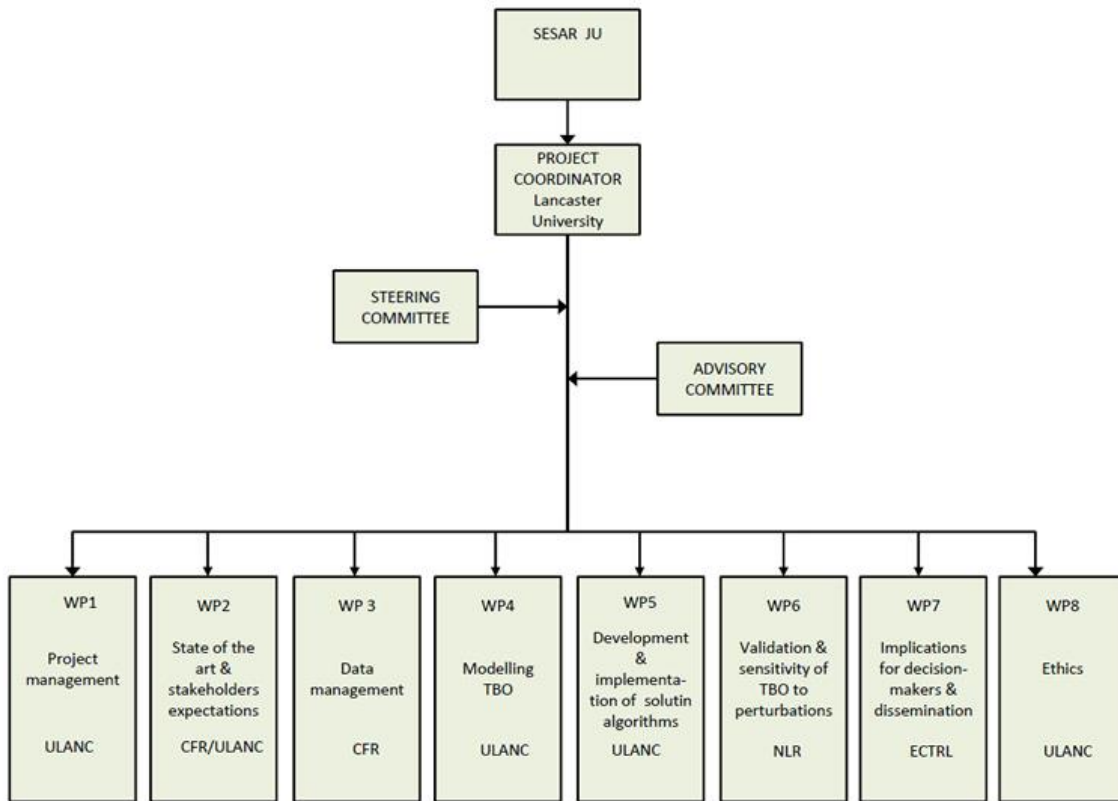 SESAR JU
PROJECT
COORDINATOR
Lancaster
University
STEERING
COMMITTEE
ADVISORY
COMMITTEE
WP1
Project
management
ULANC
WP2
State of the
art &
stakeholders
expectations
CFR/ULANC
WP 3
Data
management
CFR
WP4
Modelling
TBO
ULANC
WP5
Development
&
implementa-
tion of solutin
algorithms
ULANC
WP6
Validation &
sensitivity of
TBO to
perturbations
NLR
WP7
Implications
for decision-
makers &
dissemination
ECTRL
WP8
Ethics
ULANC